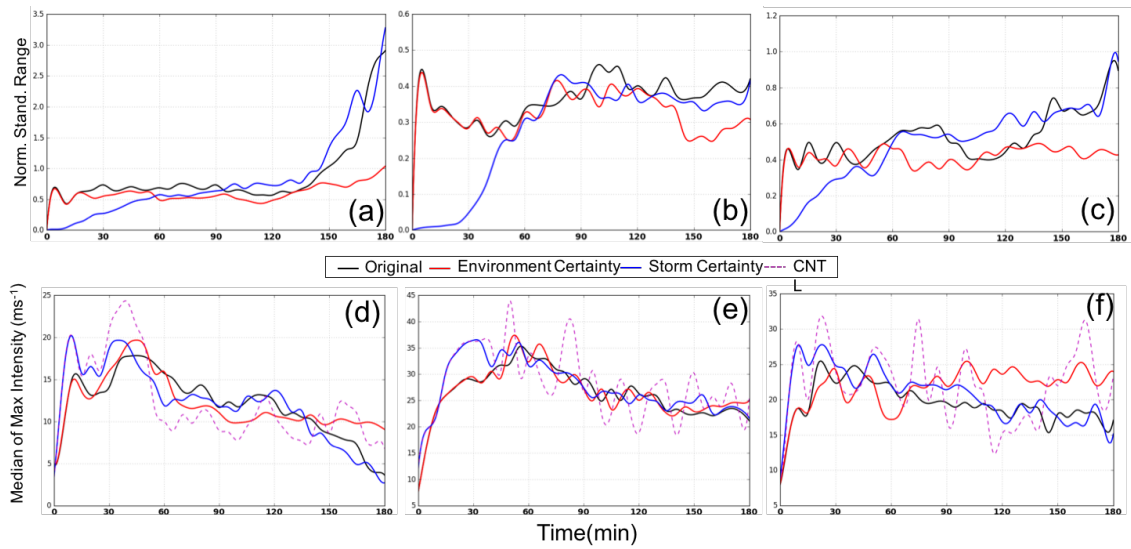 Norm. Stand. Range
3.5
3.0
2.5
2.0
1.5
1.0
0.5
0.0
0 30 60 90 120 150 180
(a)
0.6
0.5
0.4
0.3
0.2
0.1
0.0
0 30 60 90 120 150 180
(b)
1.2
1.0
0.8
0.6
0.4
0.2
0.0
0 30 60 90 120 150 180
(c)
Original Environment Certainty Storm Certainty CNT
L
Median of Max Intensity (ms⁻¹)
25
20
15
10
5
0
0 30 60 90 120 150 180
(d)
45
40
35
30
25
20
15
10
5
0 30 60 90 120 150 180
(e)
35
30
25
20
15
10
5
0 30 60 90 120 150 180
(f)
Time(min)